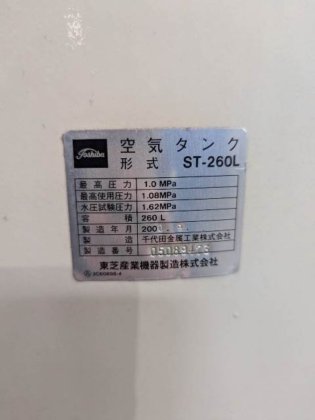 Toshiba
空気タンク
形式 ST-260L
最高圧力 1.0 MPa
最高使用圧力 1.08MPa
水圧試験圧力 1.62MPa
容積 260 L
製造年月 200
製造者 千代田金属工業株式会社
製造番号
東芝産業機器製造株式会社